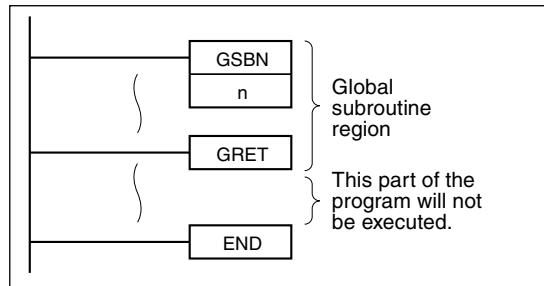 GSBN
n
Global
subroutine
region
GRET
This part of the
program will not
be executed.
END